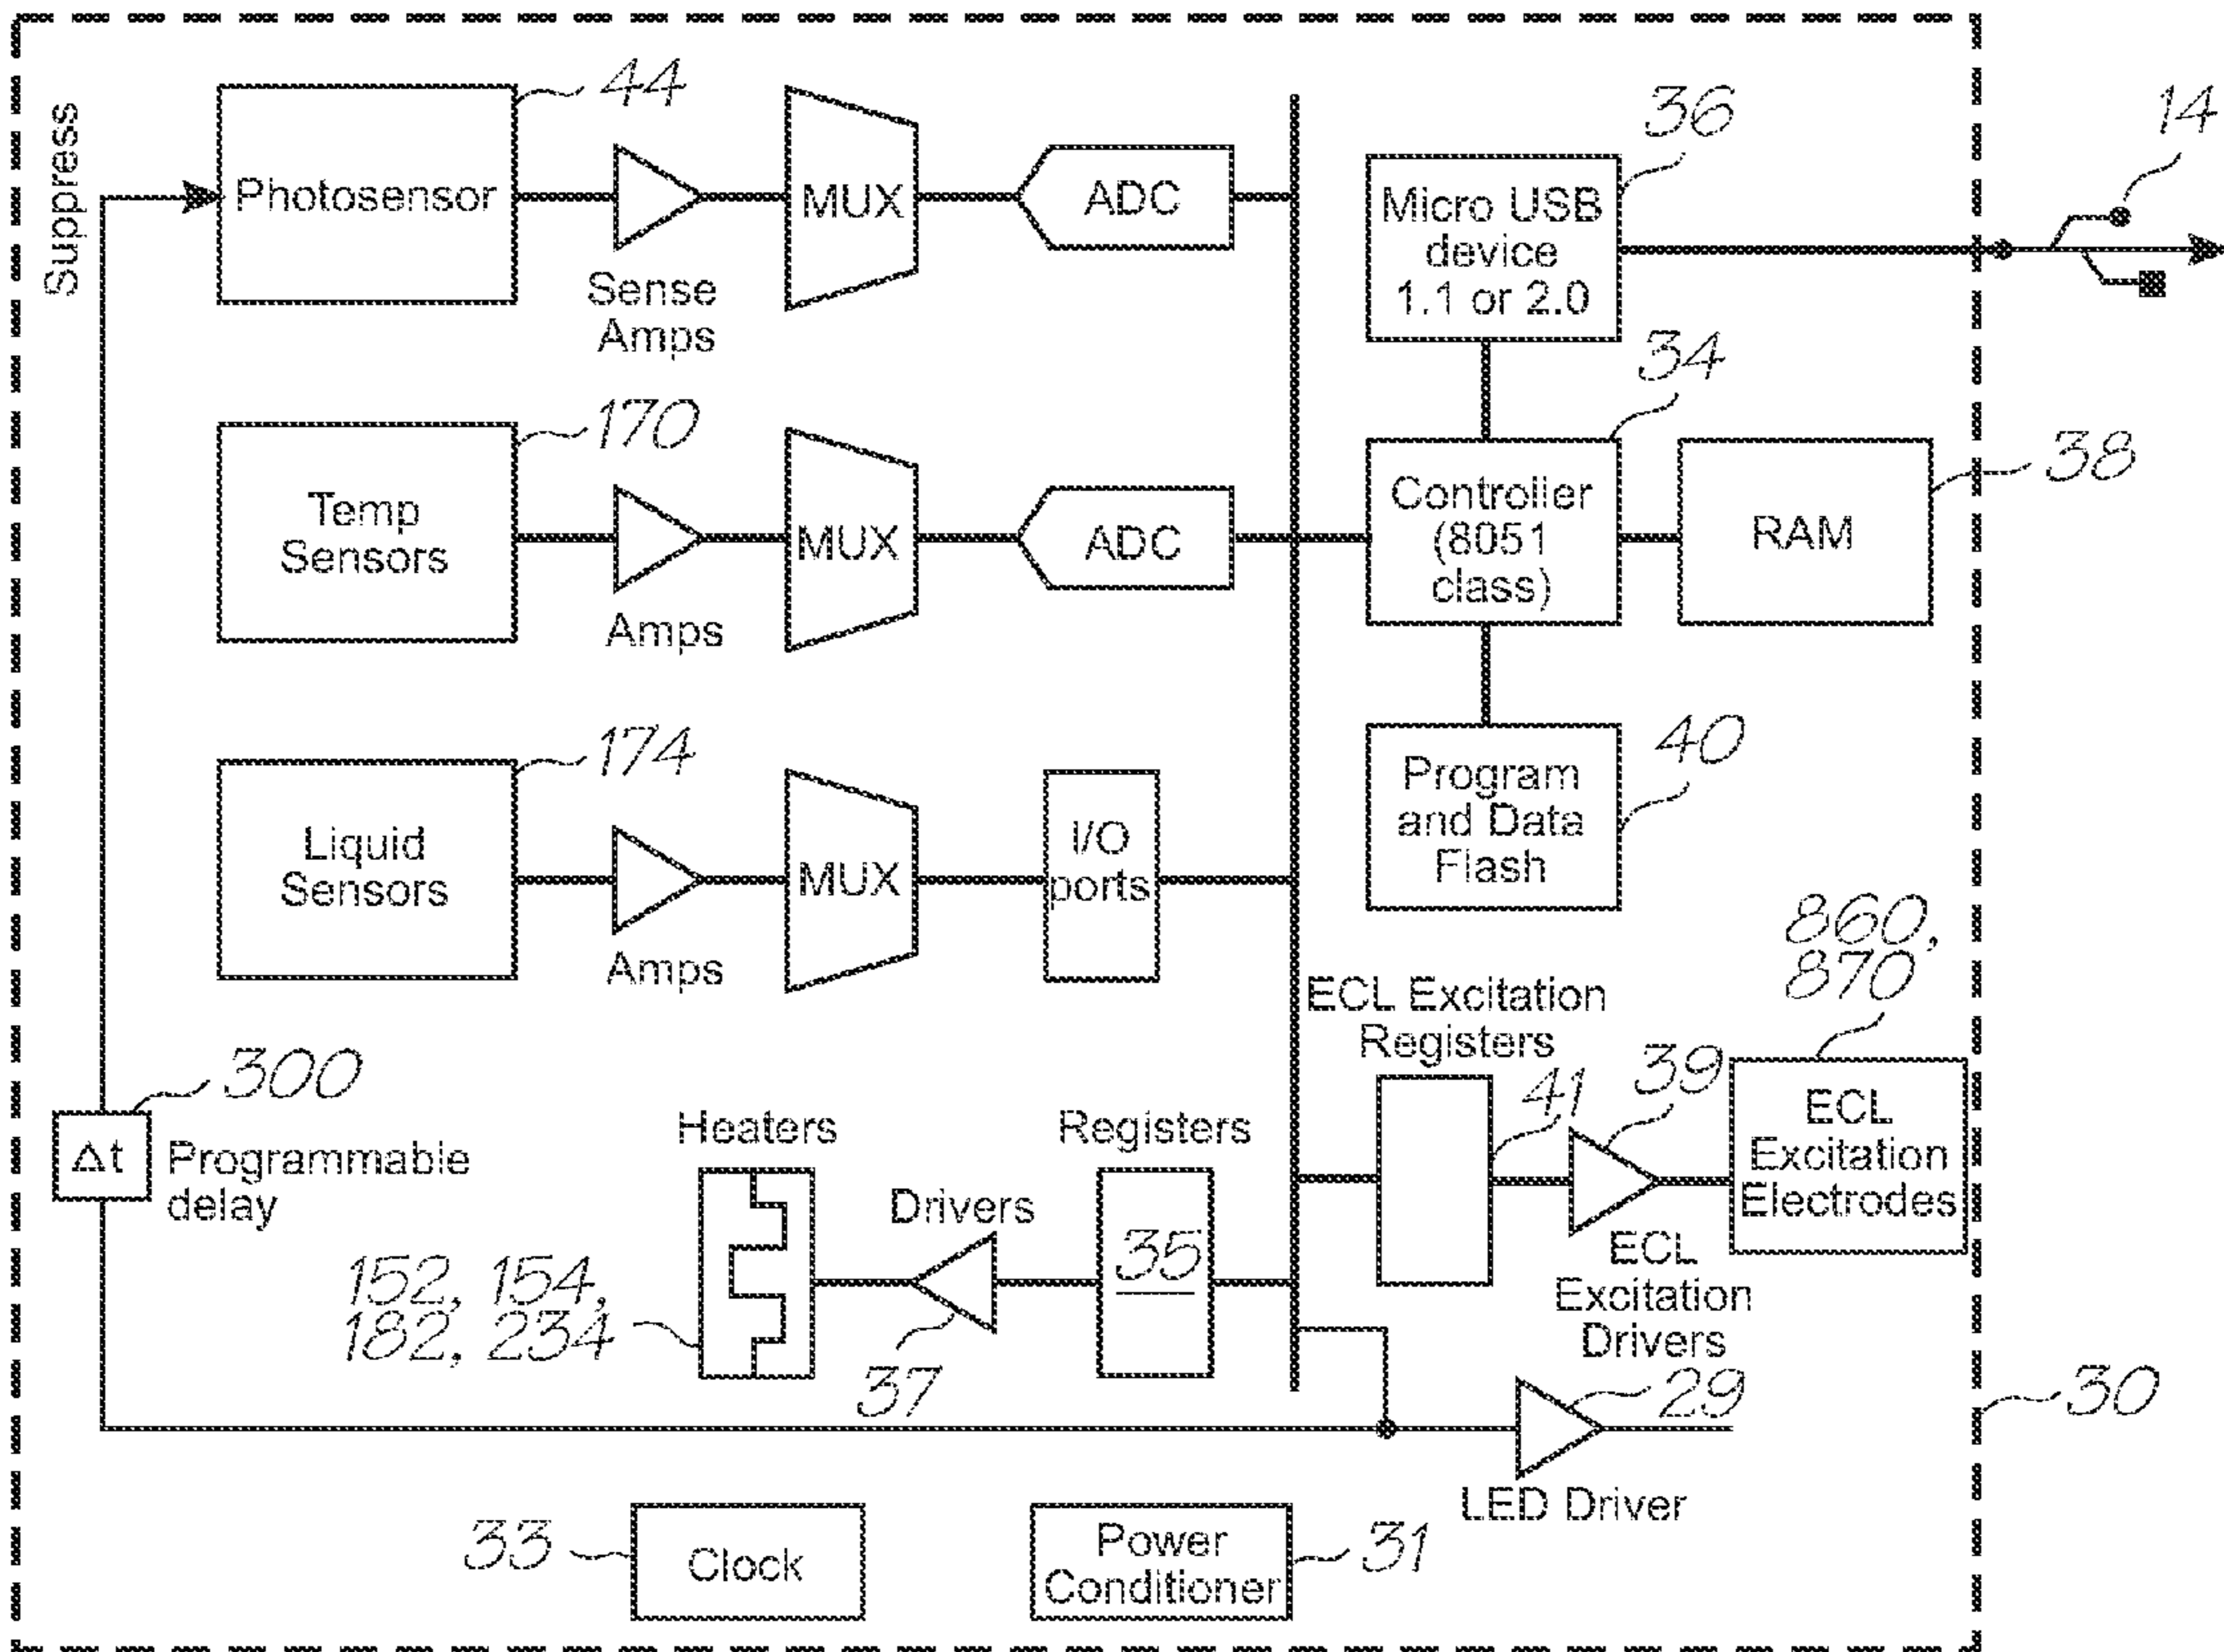 Suppress
Photosensor
44
Sense
Amps
MUX
ADC
Micro USB
device
1.1 or 2.0
36
14
Temp
Sensors
170
Amps
MUX
ADC
Controller
(8051
class)
34
RAM
38
Liquid
Sensors
174
Amps
MUX
I/O
ports
Program
and Data
Flash
40
860,
870
ECL Excitation
Registers
41
39
ECL
Excitation
Electrodes
ECL
Excitation
Drivers
300
Δt
Programmable
delay
Heaters
152, 154,
182, 234
Drivers
37
Registers
35
29
LED Driver
30
33
Clock
Power
Conditioner
31